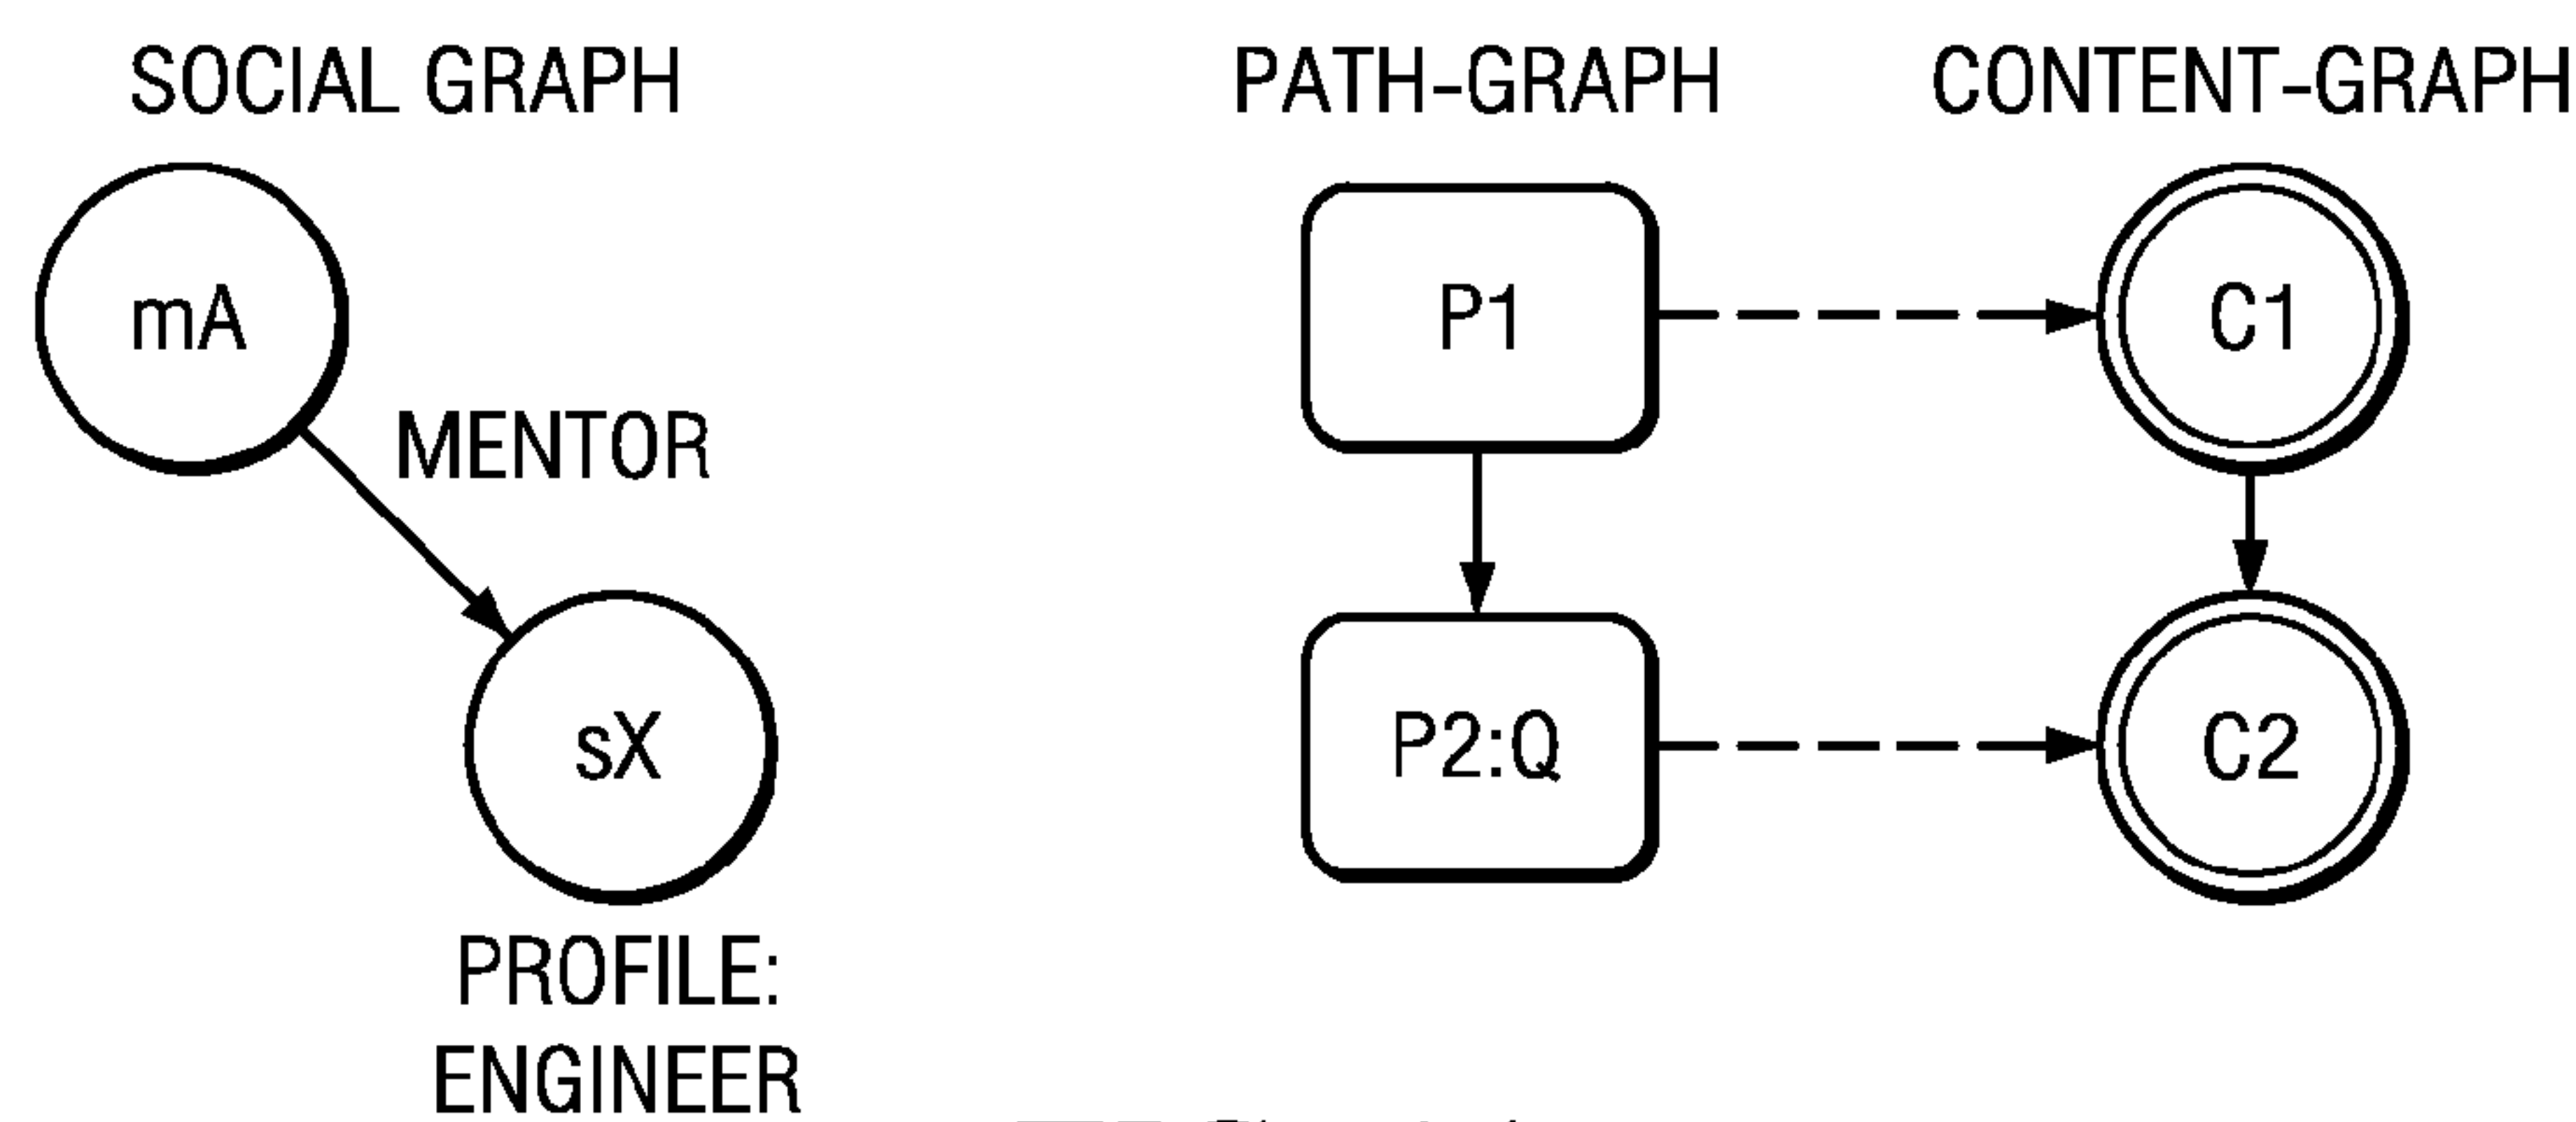 SOCIAL GRAPH
PATH-GRAPH
CONTENT-GRAPH
mA
P1
C1
MENTOR
sX
P2:Q
C2
PROFILE:
ENGINEER